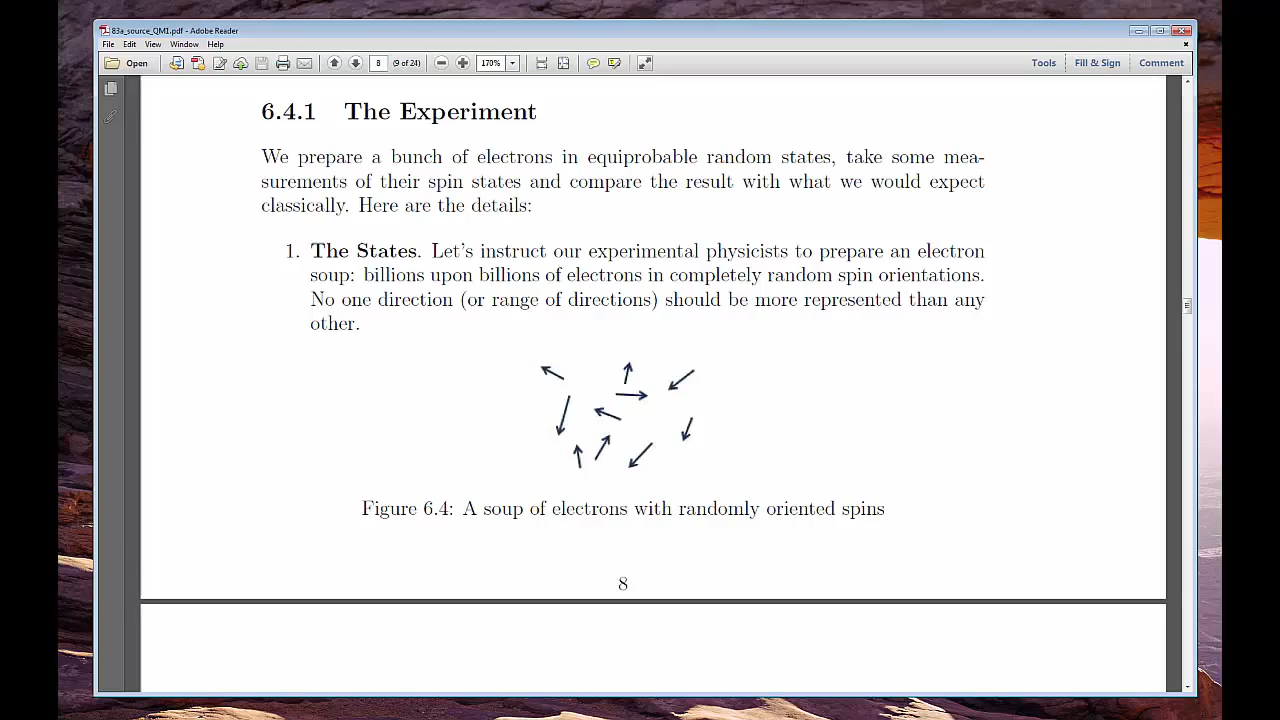 83a_source_QM1.pdf - Adobe Reader
File Edit View Window Help
Open 8 (9 of 24) 170% Tools Fill & Sign Comment
6.4.1 The Experiment
We prepare a bunch of electrons in equiprobable random states, take some mea-
surements of their spin states and compare the result with what we would expect
classically. Here are the details:
1. The States. Let's instruct our experimental physicists to prepare an electron
soup: billions upon billions of electrons in completely random spin orientations.
No one direction (or range of directions) should be more represented than any
other.
Figure 6.4: A soup of electrons with randomly oriented spins
8